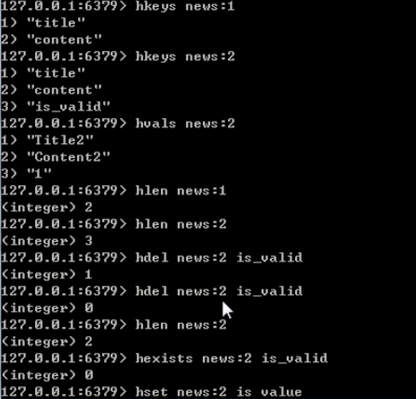 127.0.0.1:6379> hkeys news:1
1) "title"
2) "content"
127.0.0.1:6379> hkeys news:2
1) "title"
2) "content"
3) "is_valid"
127.0.0.1:6379> hvals news:2
1) "Title2"
2) "Content2"
3) "1"
127.0.0.1:6379> hlen news:1
(integer) 2
127.0.0.1:6379> hlen news:2
(integer) 3
127.0.0.1:6379> hdel news:2 is_valid
(integer) 1
127.0.0.1:6379> hdel news:2 is_valid
(integer) 0
127.0.0.1:6379> hlen news:2
(integer) 2
127.0.0.1:6379> hexists news:2 is_valid
(integer) 0
127.0.0.1:6379> hset news:2 is value